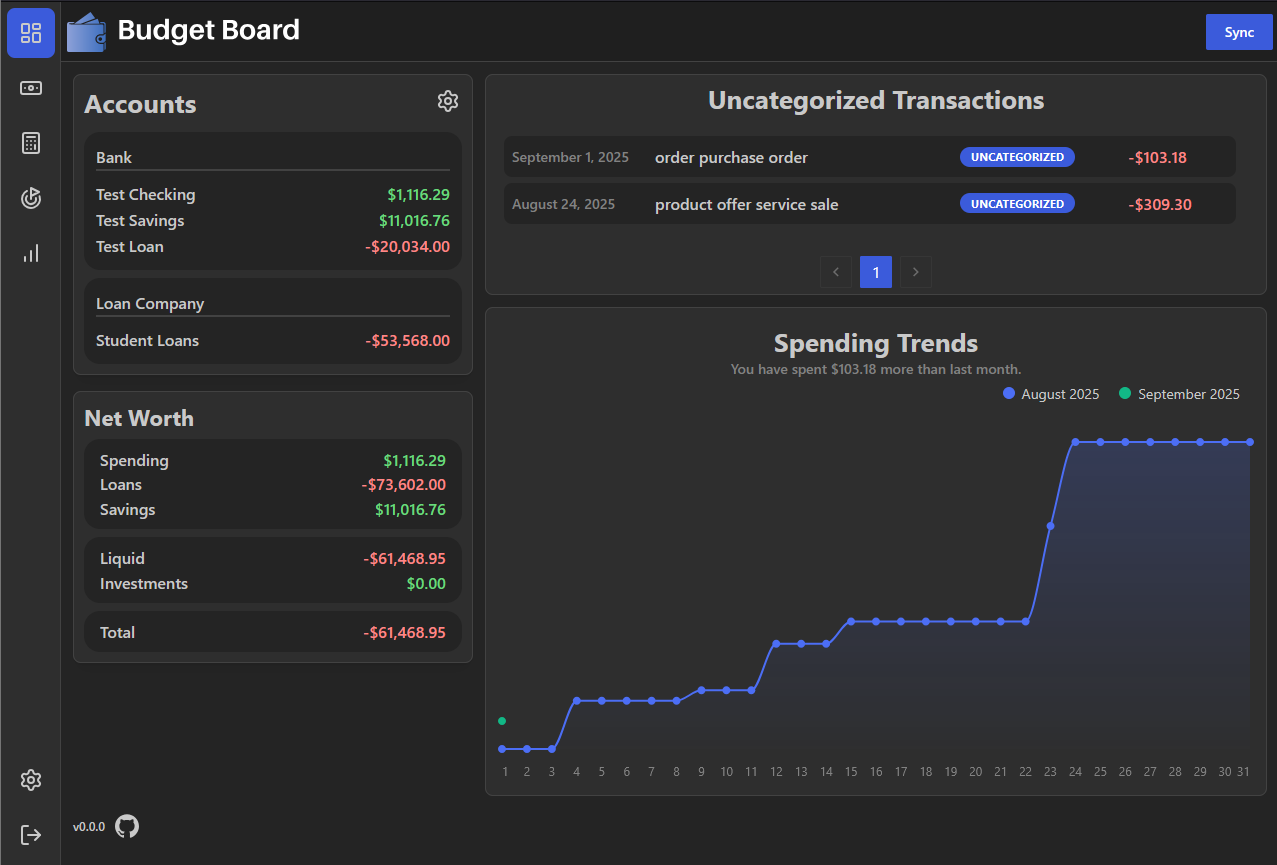 Budget Board
Sync
Accounts
Bank
Test Checking $1,116.29
Test Savings $11,016.76
Test Loan -$20,034.00
Loan Company
Student Loans -$53,568.00
Net Worth
Spending $1,116.29
Loans -$73,602.00
Savings $11,016.76
Liquid -$61,468.95
Investments $0.00
Total -$61,468.95
Uncategorized Transactions
September 1, 2025 order purchase order UNCATEGORIZED -$103.18
August 24, 2025 product offer service sale UNCATEGORIZED -$309.30
1
Spending Trends
You have spent $103.18 more than last month.
August 2025 September 2025
1 2 3 4 5 6 7 8 9 10 11 12 13 14 15 16 17 18 19 20 21 22 23 24 25 26 27 28 29 30 31
v0.0.0